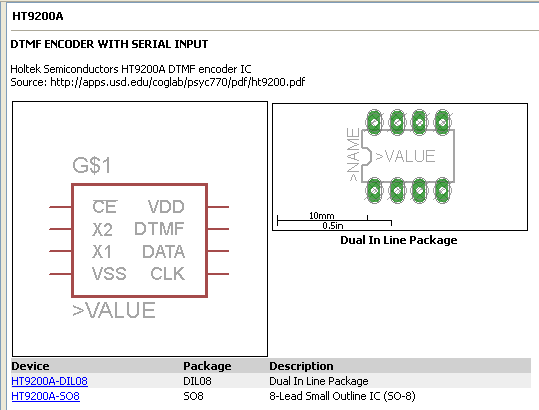 HT9200A
DTMF ENCODER WITH SERIAL INPUT
Holtek Semiconductors HT9200A DTMF encoder IC
Source: http://apps.usd.edu/coglab/psyc770/pdf/ht9200.pdf
G$1
CE VDD
X2 DTMF
X1 DATA
VSS CLK
>VALUE
>NAME
>VALUE
10mm
0.5in
Dual In Line Package
Device Package Description
HT9200A-DIL08 DIL08 Dual In Line Package
HT9200A-SO8 SO8 8-Lead Small Outline IC (SO-8)